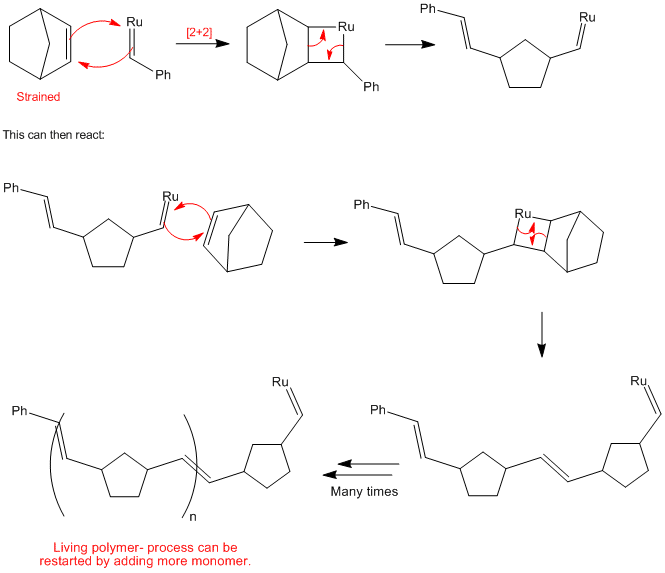 Ph
Ru
Ru
Ru
[2+2]
Ph
Ph
Strained
This can then react:
Ph
Ru
Ph
Ru
Ru
Ru
Ph
Ph
n
Many times
Living polymer- process can be
restarted by adding more monomer.